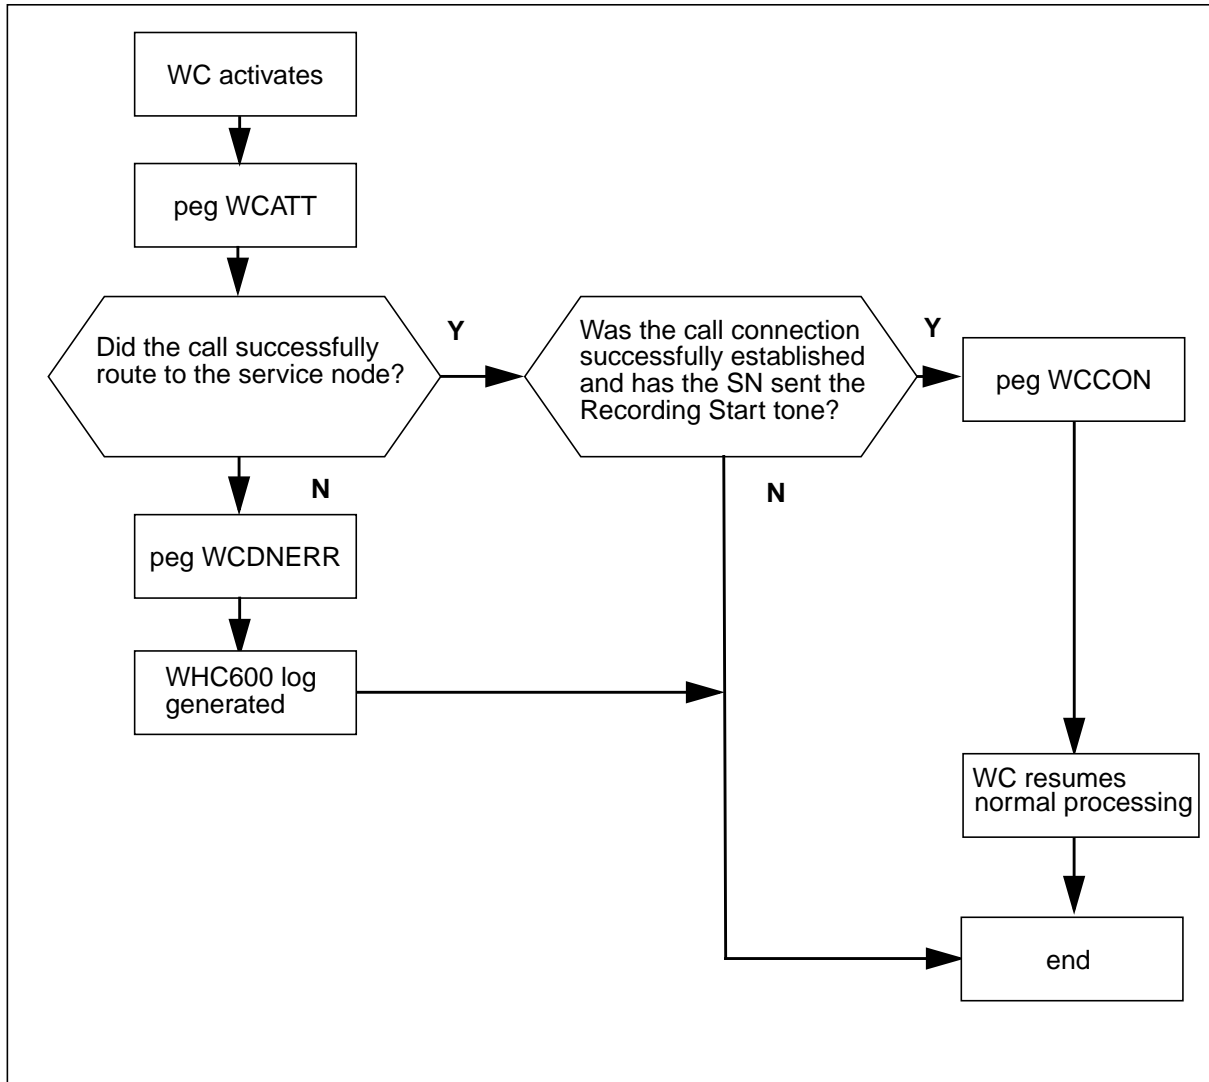 WC activates
peg WCATT
Did the call successfully
route to the service node?
Y
Was the call connection
successfully established
and has the SN sent the
Recording Start tone?
Y
peg WCCON
N
N
peg WCDNERR
WHC600 log
generated
WC resumes
normal processing
end